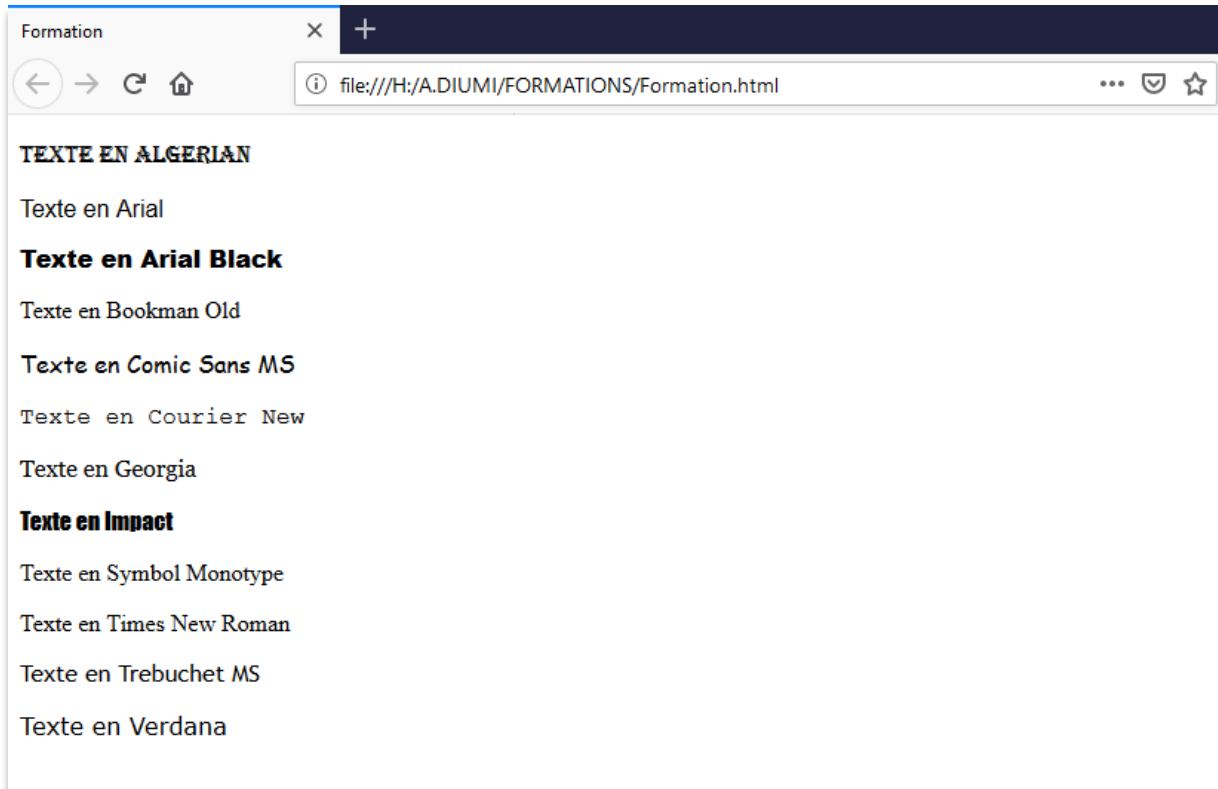 Formation
file:///H:/A.DIUMI/FORMATIONS/Formation.html
TEXTE EN ALGERIAN
Texte en Arial
Texte en Arial Black
Texte en Bookman Old
Texte en Comic Sans MS
Texte en Courier New
Texte en Georgia
Texte en Impact
Texte en Symbol Monotype
Texte en Times New Roman
Texte en Trebuchet MS
Texte en Verdana